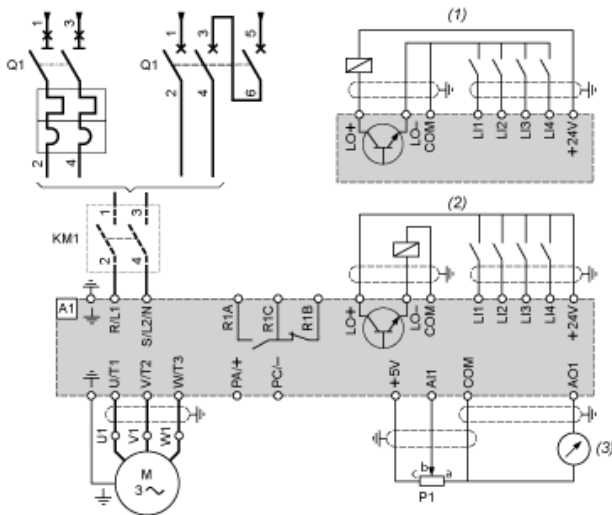 1 3
Q1
2 4
1 3 5
Q1
2 4 6
1 3
KM1
2 4
(1)
LO+ LO− COM LI1 LI2 LI3 LI4 +24V
(2)
A1
R/L1 S/L2/N R1A R1C R1B LO+ LO− COM LI1 LI2 LI3 LI4 +24V
U/T1 V/T2 W/T3 PA/+ PC/− +5V AI1 COM AO1
U1 V1 W1
M
3
c b a
P1
(3)